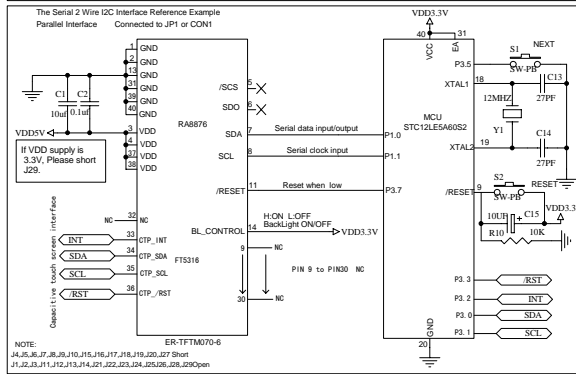 The Serial 2 Wire I2C Interface Reference Example
Parallel Interface Connected to JP1 or CON1
VDD3.3V
40 31
VCC
EA
1 GND
2 GND
13 GND
31 GND
39 GND
40 GND
C1 C2
10uf 0.1uf
VDD5V
3 VDD
4 VDD
37 VDD
38 VDD
If VDD supply is
3.3V, Please short
J29.
RA8876
/SCS 5
SDO 6
SDA 7 Serial data input/output P1.0
SCL 8 Serial clock input P1.1
/RESET 11 Reset when low P3.7
H:ON L:OFF
BackLight ON/OFF
BL_CONTROL 14 VDD3.3V
9 NC
PIN 9 to PIN30 NC
30 NC
NC 32 NC
INT 33 CTP_INT
SDA 34 CTP_SDA
SCL 35 CTP_SCL
/RST 36 CTP_/RST
FT5316
Capacitive touch screen interface
ER-TFTM070-6
MCU
STC12LE5A60S2
S1 NEXT
P3.5 SW-PB
XTAL1 18 C13
12MHZ 27PF
Y1
XTAL2 19 C14
27PF
S2
/RESET 9 RESET
SW-PB
VDD3.3
10UF + C15
R10 10K
P3.3 /RST
P3.2 INT
P3.0 SDA
P3.1 SCL
GND
20
NOTE:
J4,J5,J6,J7,J8,J9,J10,J15,J16,J17,J18,J19,J20,J27 Short
J1,J2,J3,J11,J12,J13,J14,J21,J22,J23,J24,J25,J26,J28,J29Open